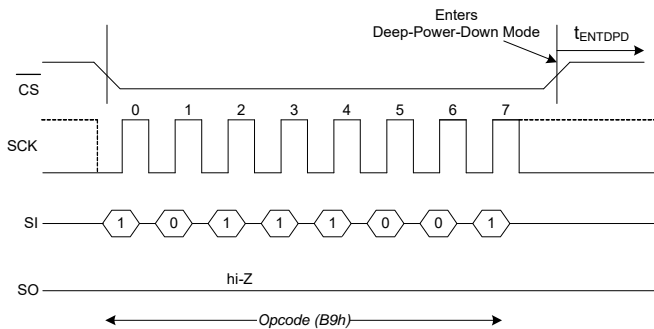 Enters
Deep-Power-Down Mode
tENTDPD
CS
0 1 2 3 4 5 6 7
SCK
SI 1 0 1 1 1 0 0 1
hi-Z
SO
Opcode (B9h)